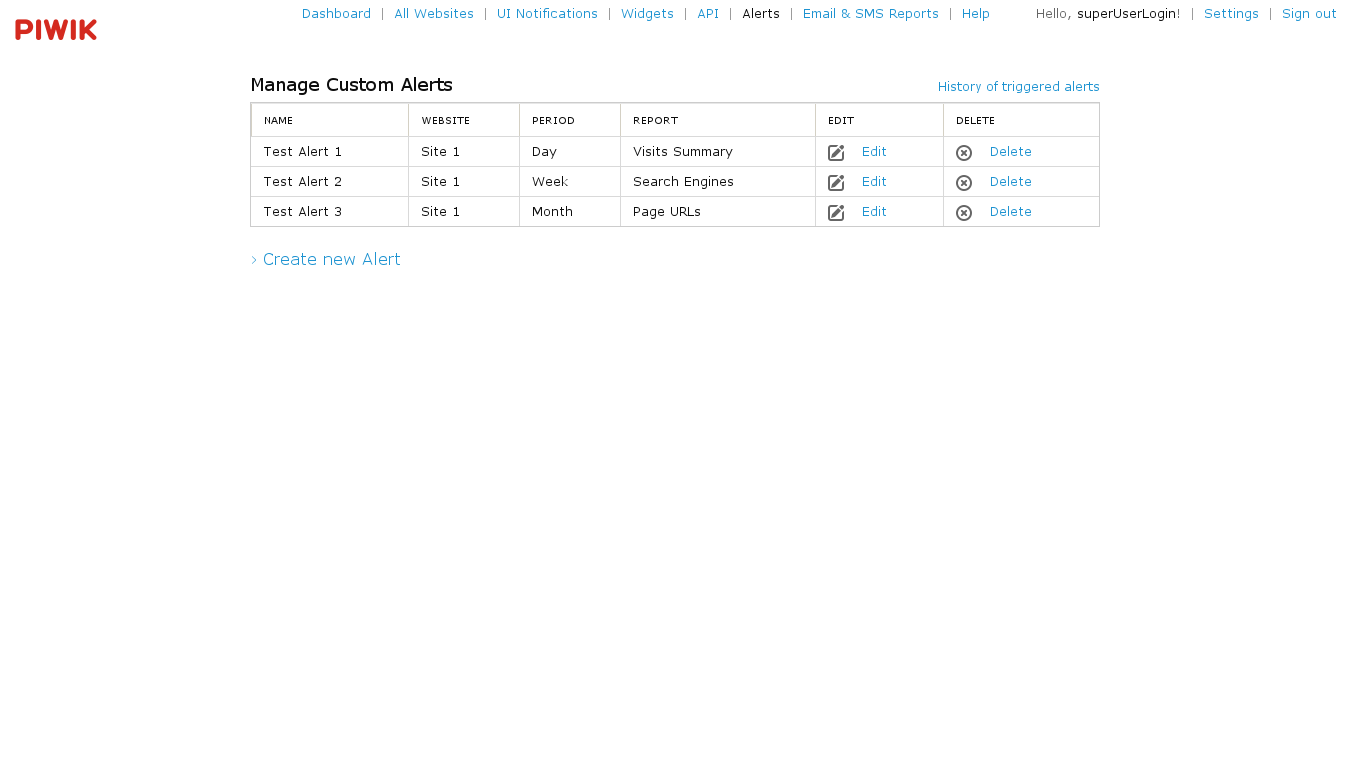 PIWIK
Dashboard | All Websites | UI Notifications | Widgets | API | Alerts | Email & SMS Reports | Help Hello, superUserLogin! | Settings | Sign out
Manage Custom Alerts History of triggered alerts
NAME WEBSITE PERIOD REPORT EDIT DELETE
Test Alert 1 Site 1 Day Visits Summary Edit Delete
Test Alert 2 Site 1 Week Search Engines Edit Delete
Test Alert 3 Site 1 Month Page URLs Edit Delete
› Create new Alert